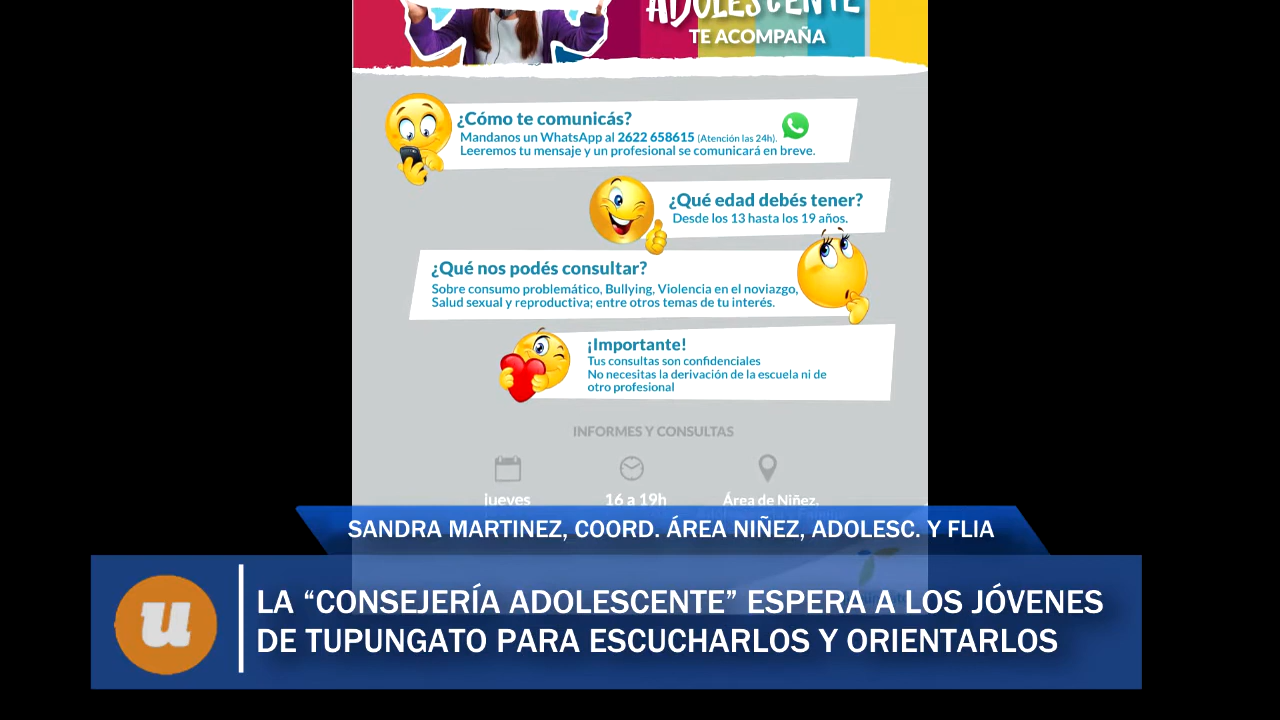 ADOLESCENTE
TE ACOMPAÑA
¿Cómo te comunicás?
Mandanos un WhatsApp al 2622 658615 (Atención las 24h).
Leeremos tu mensaje y un profesional se comunicará en breve.
¿Qué edad debés tener?
Desde los 13 hasta los 19 años.
¿Qué nos podés consultar?
Sobre consumo problemático, Bullying, Violencia en el noviazgo,
Salud sexual y reproductiva; entre otros temas de tu interés.
¡Importante!
Tus consultas son confidenciales
No necesitas la derivación de la escuela ni de
otro profesional
INFORMES Y CONSULTAS
jueves
16 a 19h
Área de Niñez,
SANDRA MARTINEZ, COORD. ÁREA NIÑEZ, ADOLESC. Y FLIA
u
LA “CONSEJERÍA ADOLESCENTE” ESPERA A LOS JÓVENES
DE TUPUNGATO PARA ESCUCHARLOS Y ORIENTARLOS